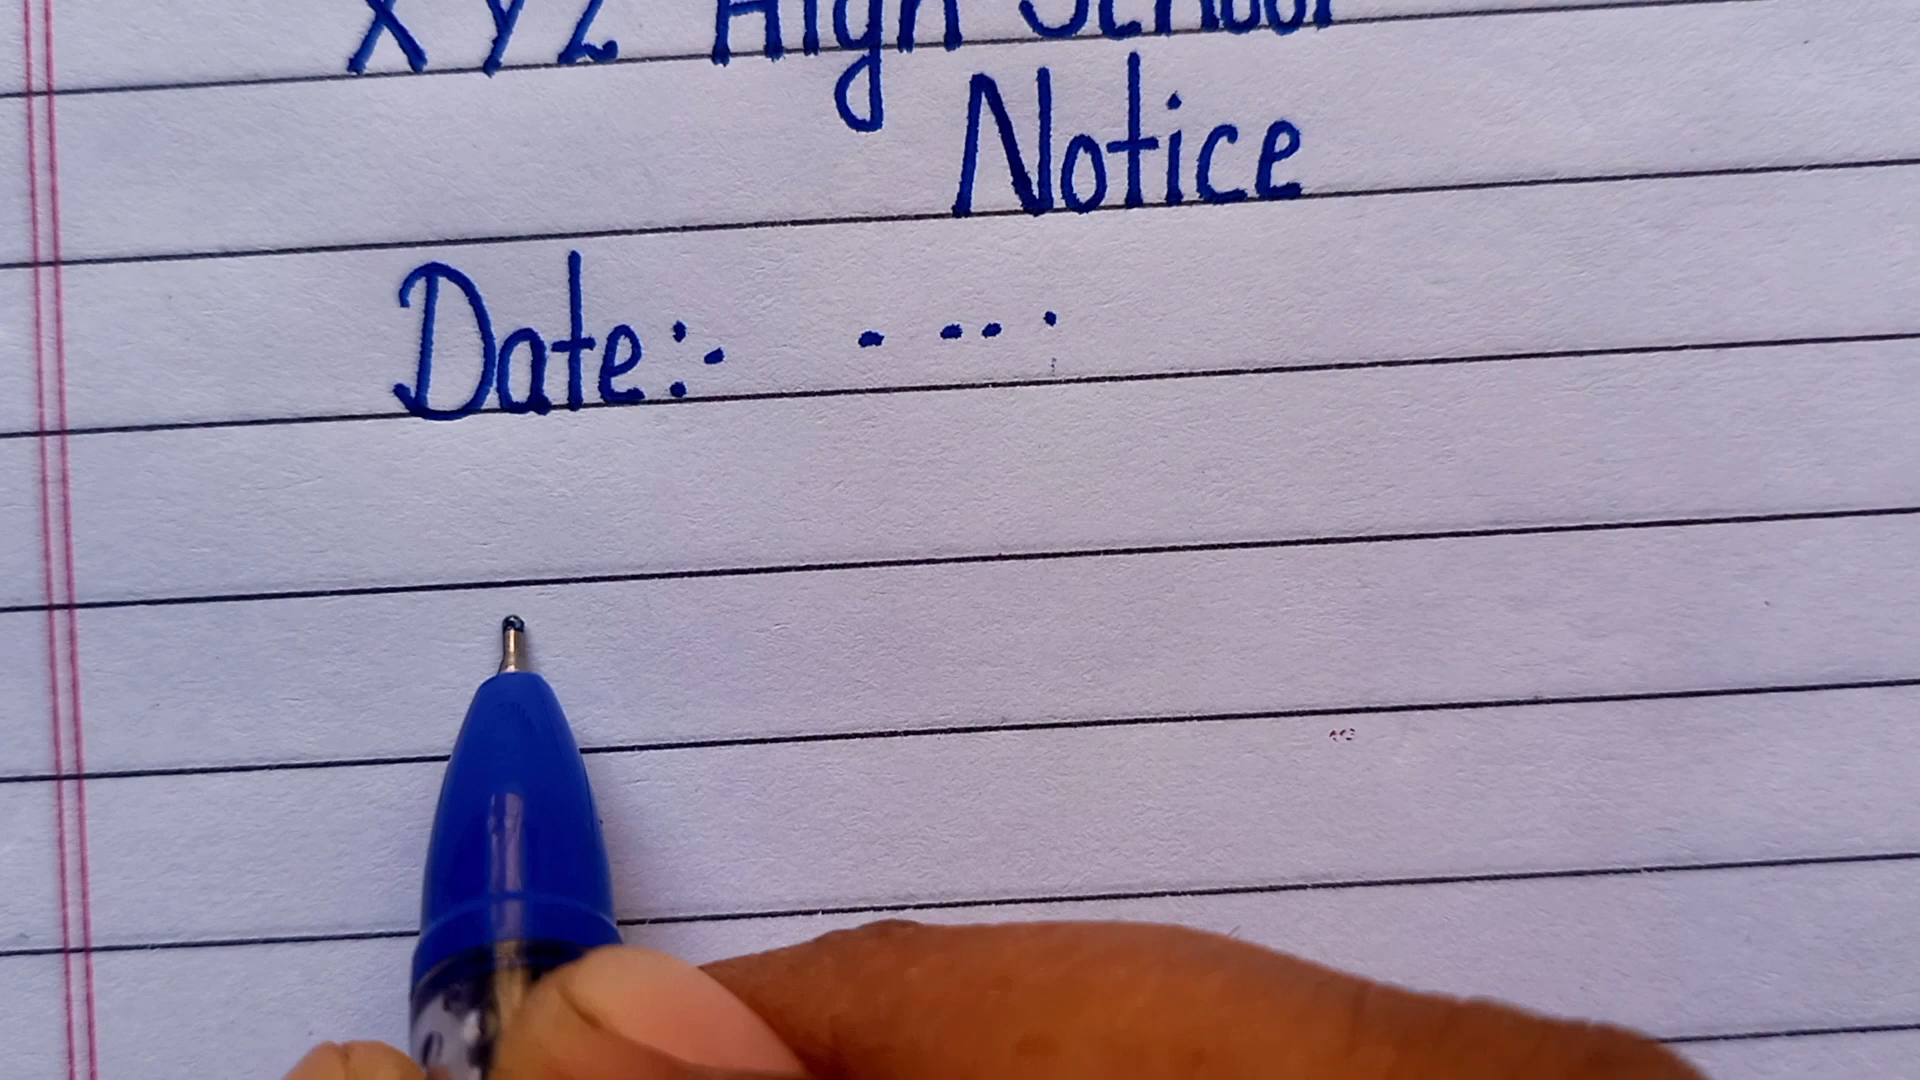 XYZ High School
Notice
Date:- - -- .